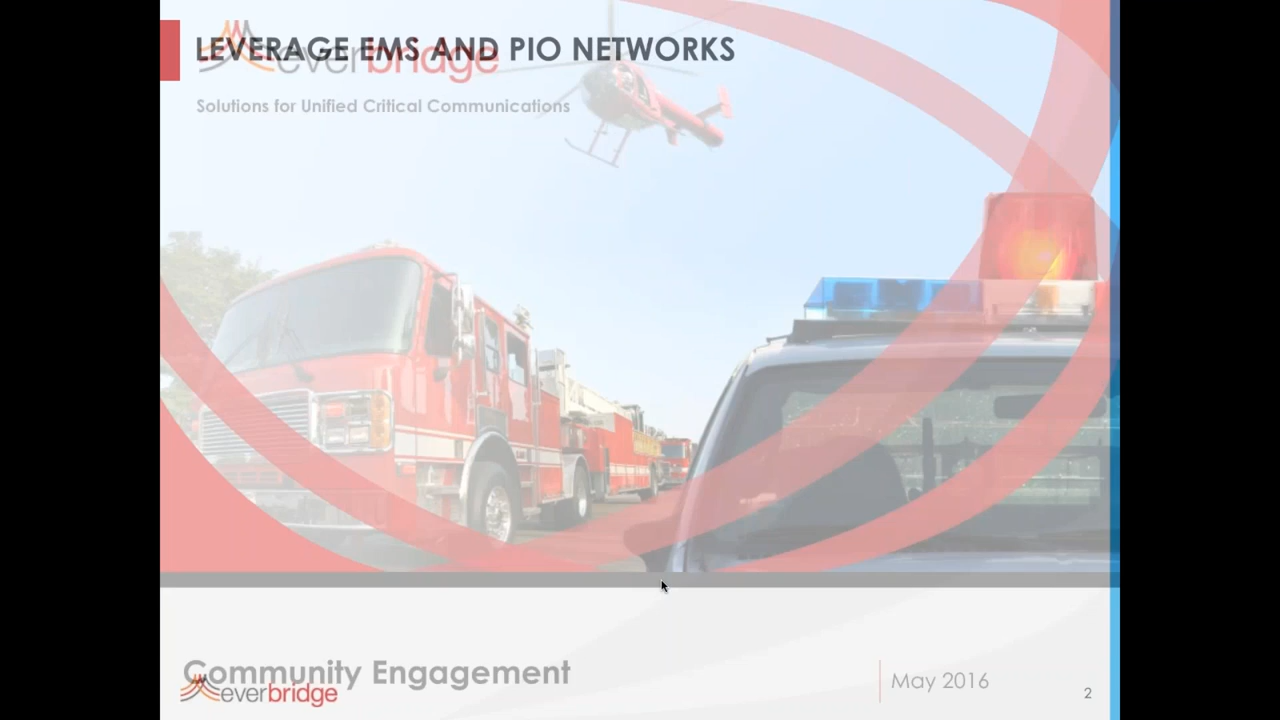 LEVERAGE EMS AND PIO NETWORKS
everbridge
Solutions for Unified Critical Communications
Community Engagement
everbridge
May 2016
2